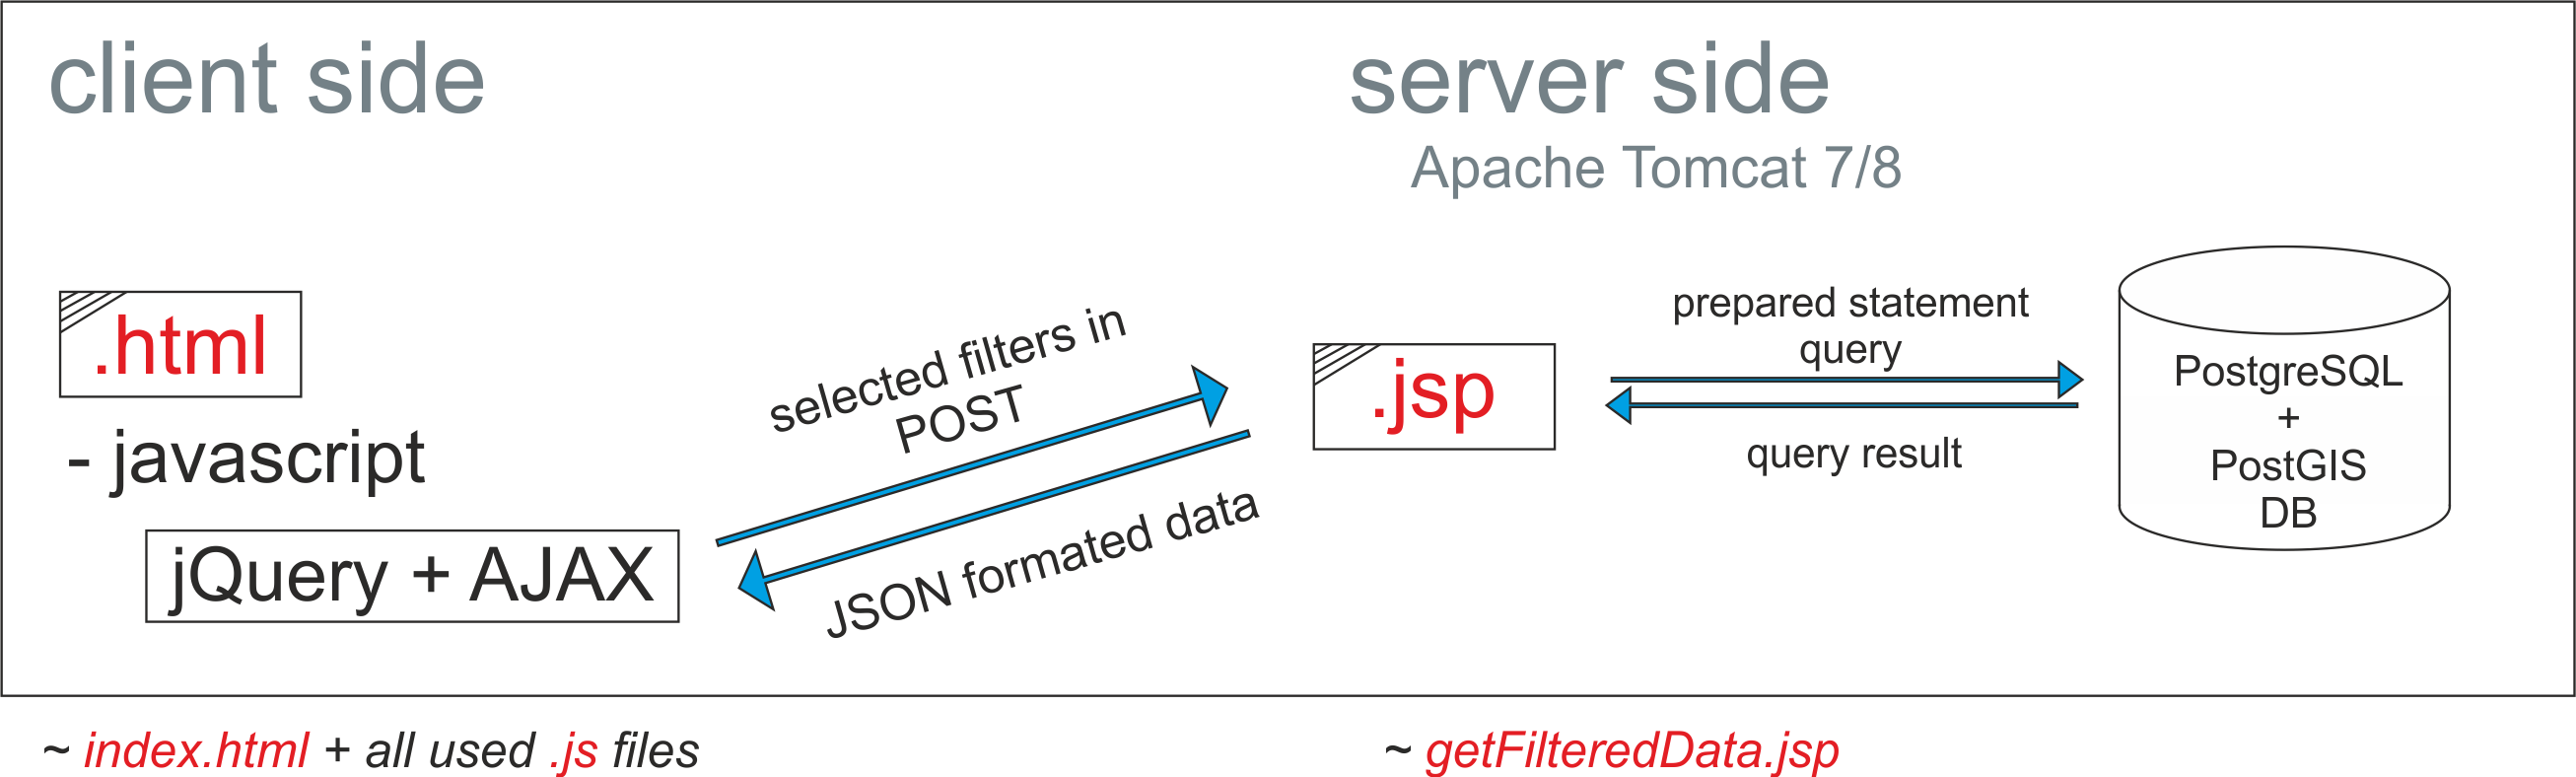 client side
server side
Apache Tomcat 7/8
.html
- javascript
jQuery + AJAX
selected filters in
POST
JSON formated data
.jsp
prepared statement
query
query result
PostgreSQL
+
PostGIS
DB
~ index.html + all used .js files
~ getFilteredData.jsp